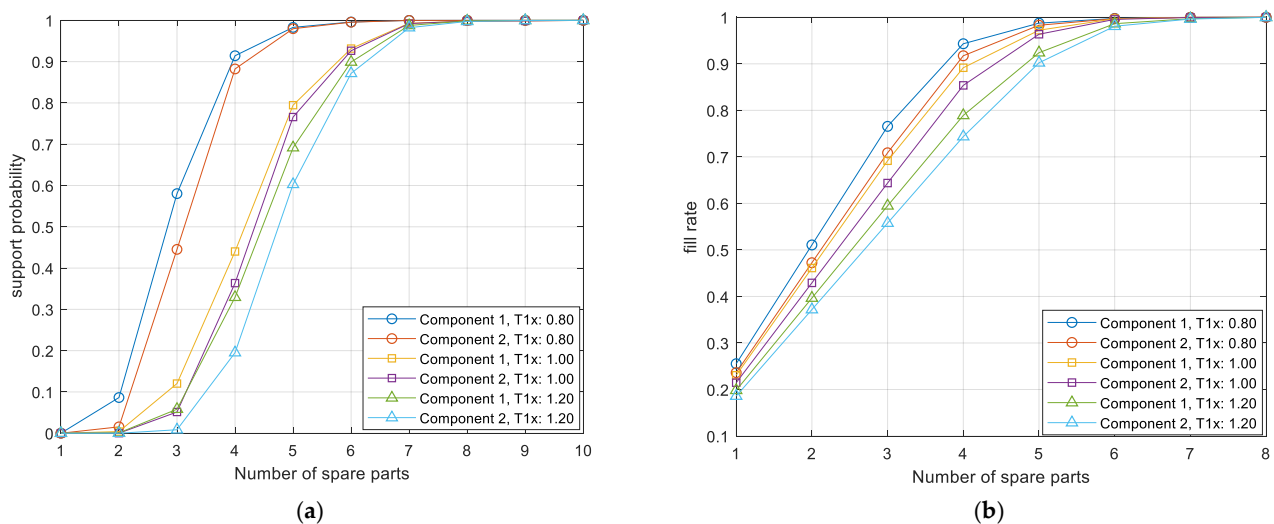 1
0.9
0.8
0.7
0.6
0.5
0.4
0.3
0.2
0.1
0
support probability
1 2 3 4 5 6 7 8 9 10
Number of spare parts
Component 1, T1x: 0.80
Component 2, T1x: 0.80
Component 1, T1x: 1.00
Component 2, T1x: 1.00
Component 1, T1x: 1.20
Component 2, T1x: 1.20
(a)
1
0.9
0.8
0.7
0.6
0.5
0.4
0.3
0.2
0.1
fill rate
1 2 3 4 5 6 7 8
Number of spare parts
Component 1, T1x: 0.80
Component 2, T1x: 0.80
Component 1, T1x: 1.00
Component 2, T1x: 1.00
Component 1, T1x: 1.20
Component 2, T1x: 1.20
(b)